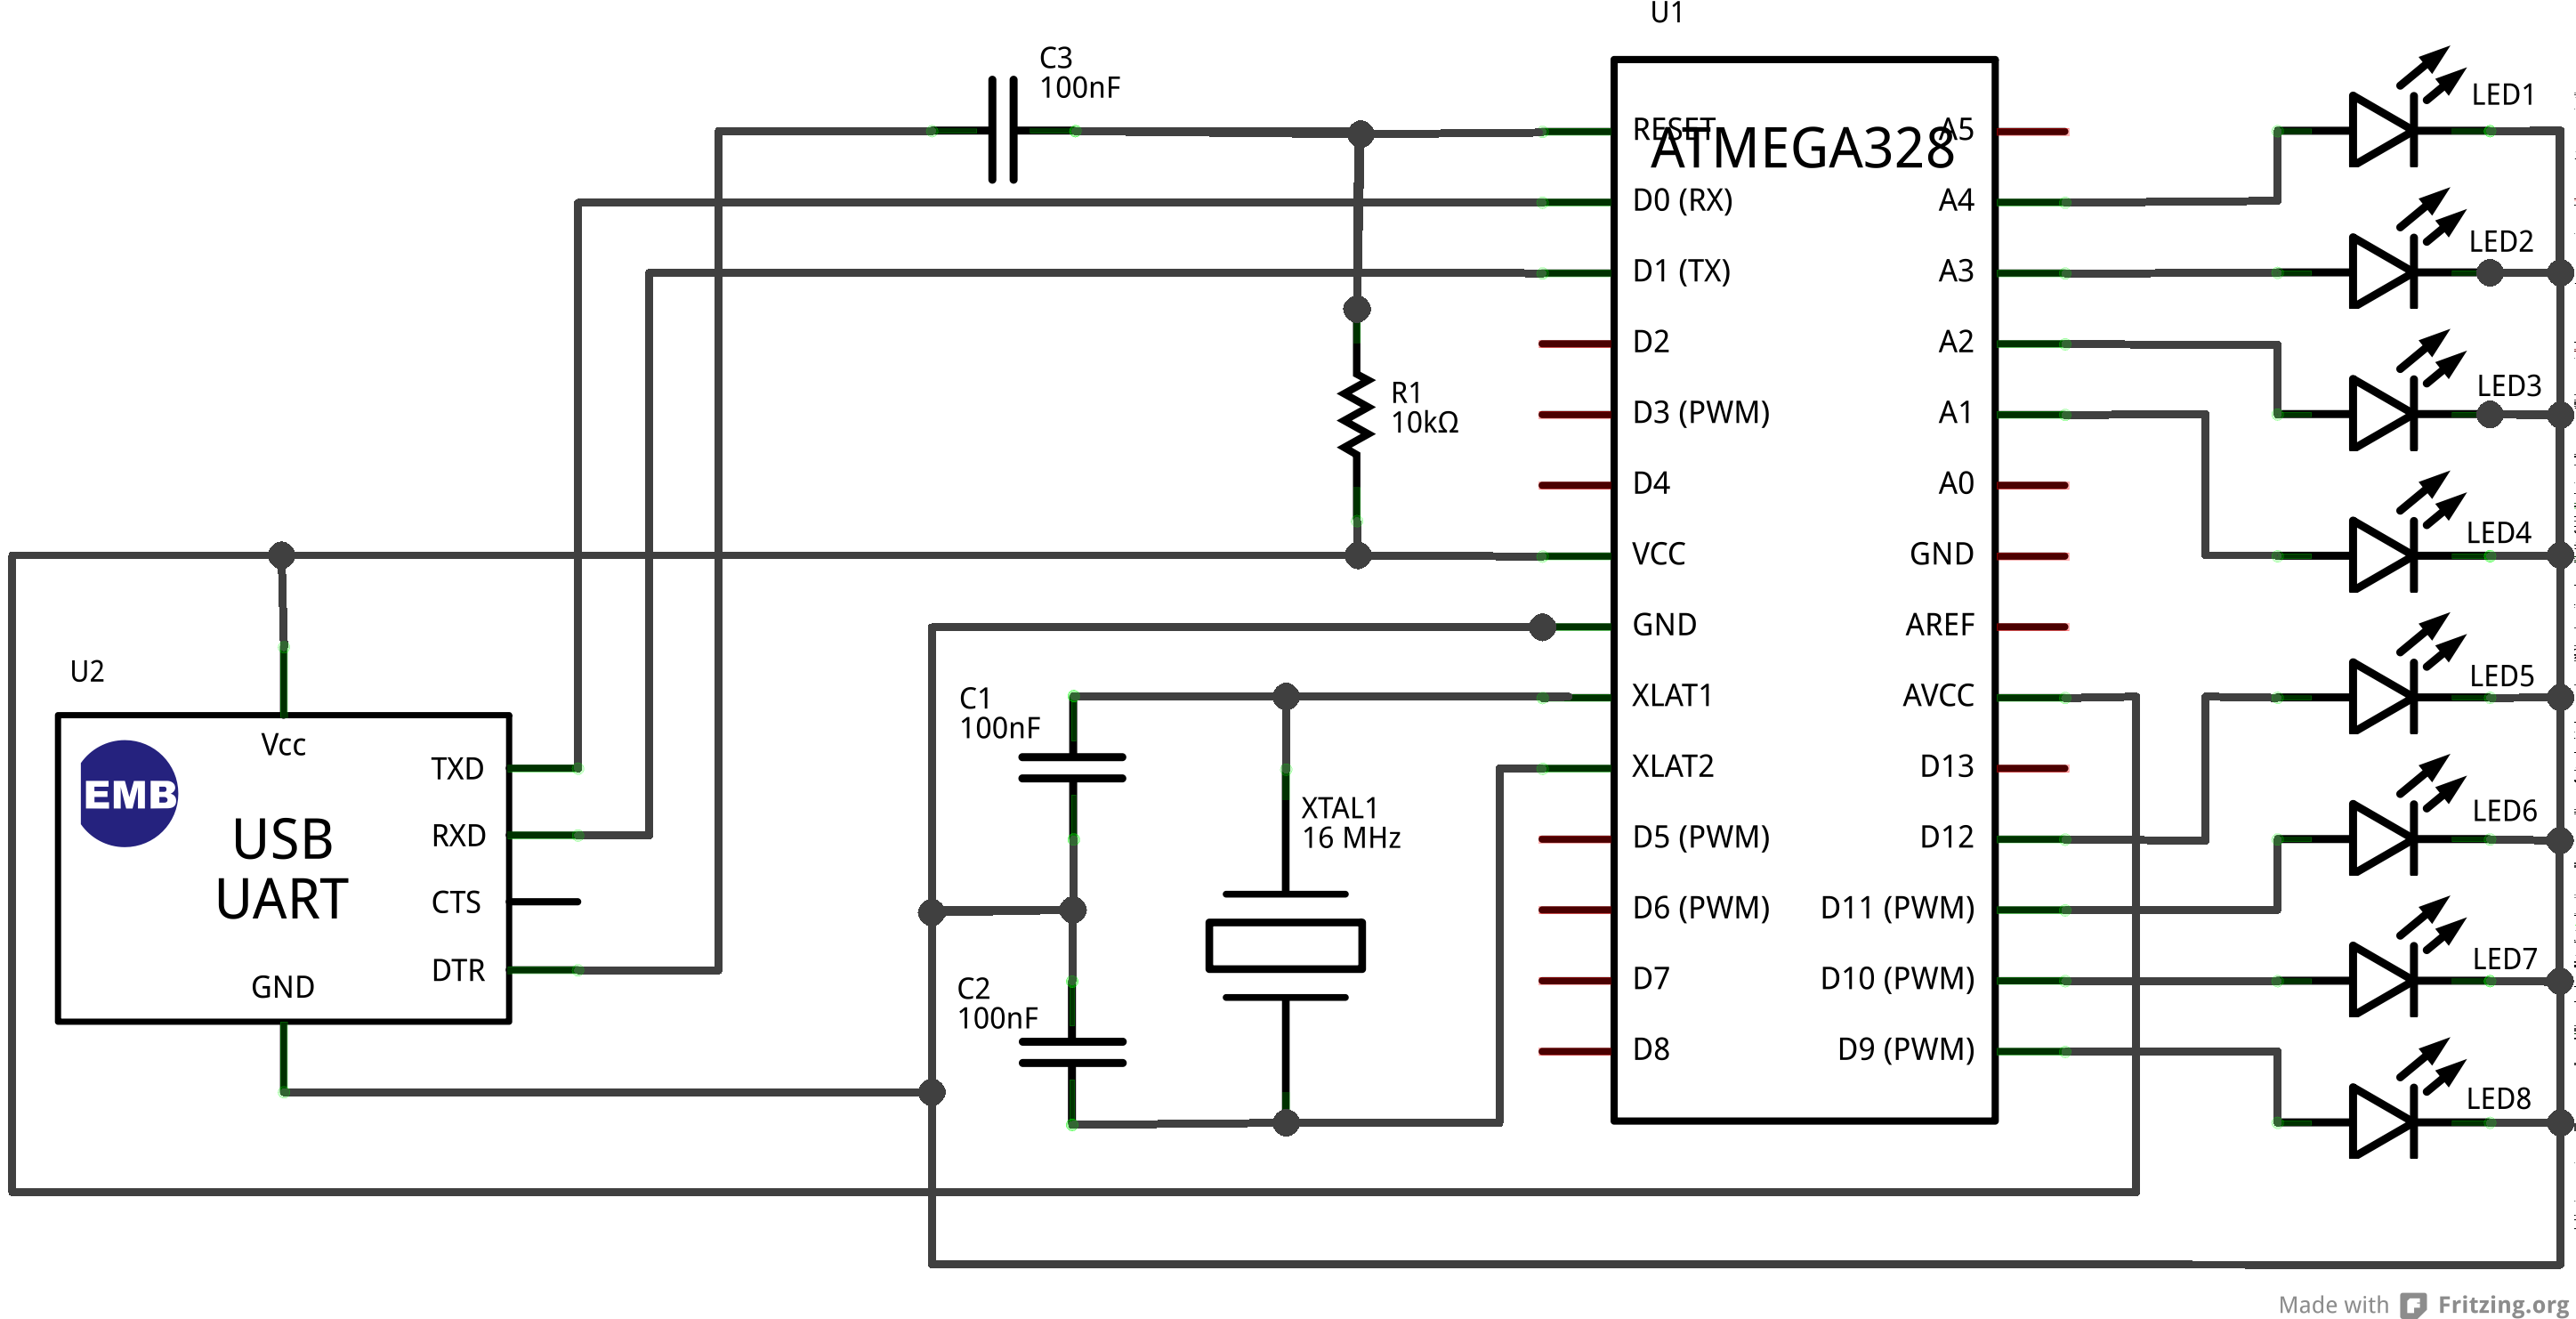 U1
C3
100nF
RESET
ATMEGA328
A5
LED1
D0 (RX)
A4
D1 (TX)
A3
LED2
D2
A2
R1
10kΩ
D3 (PWM)
A1
LED3
D4
A0
VCC
GND
LED4
GND
AREF
U2
C1
100nF
XLAT1
AVCC
LED5
Vcc
TXD
EMB
USB
UART
RXD
CTS
DTR
GND
XLAT2
D13
XTAL1
16 MHz
D5 (PWM)
D12
LED6
D6 (PWM)
D11 (PWM)
C2
100nF
D7
D10 (PWM)
LED7
D8
D9 (PWM)
LED8
Made with Fritzing.org